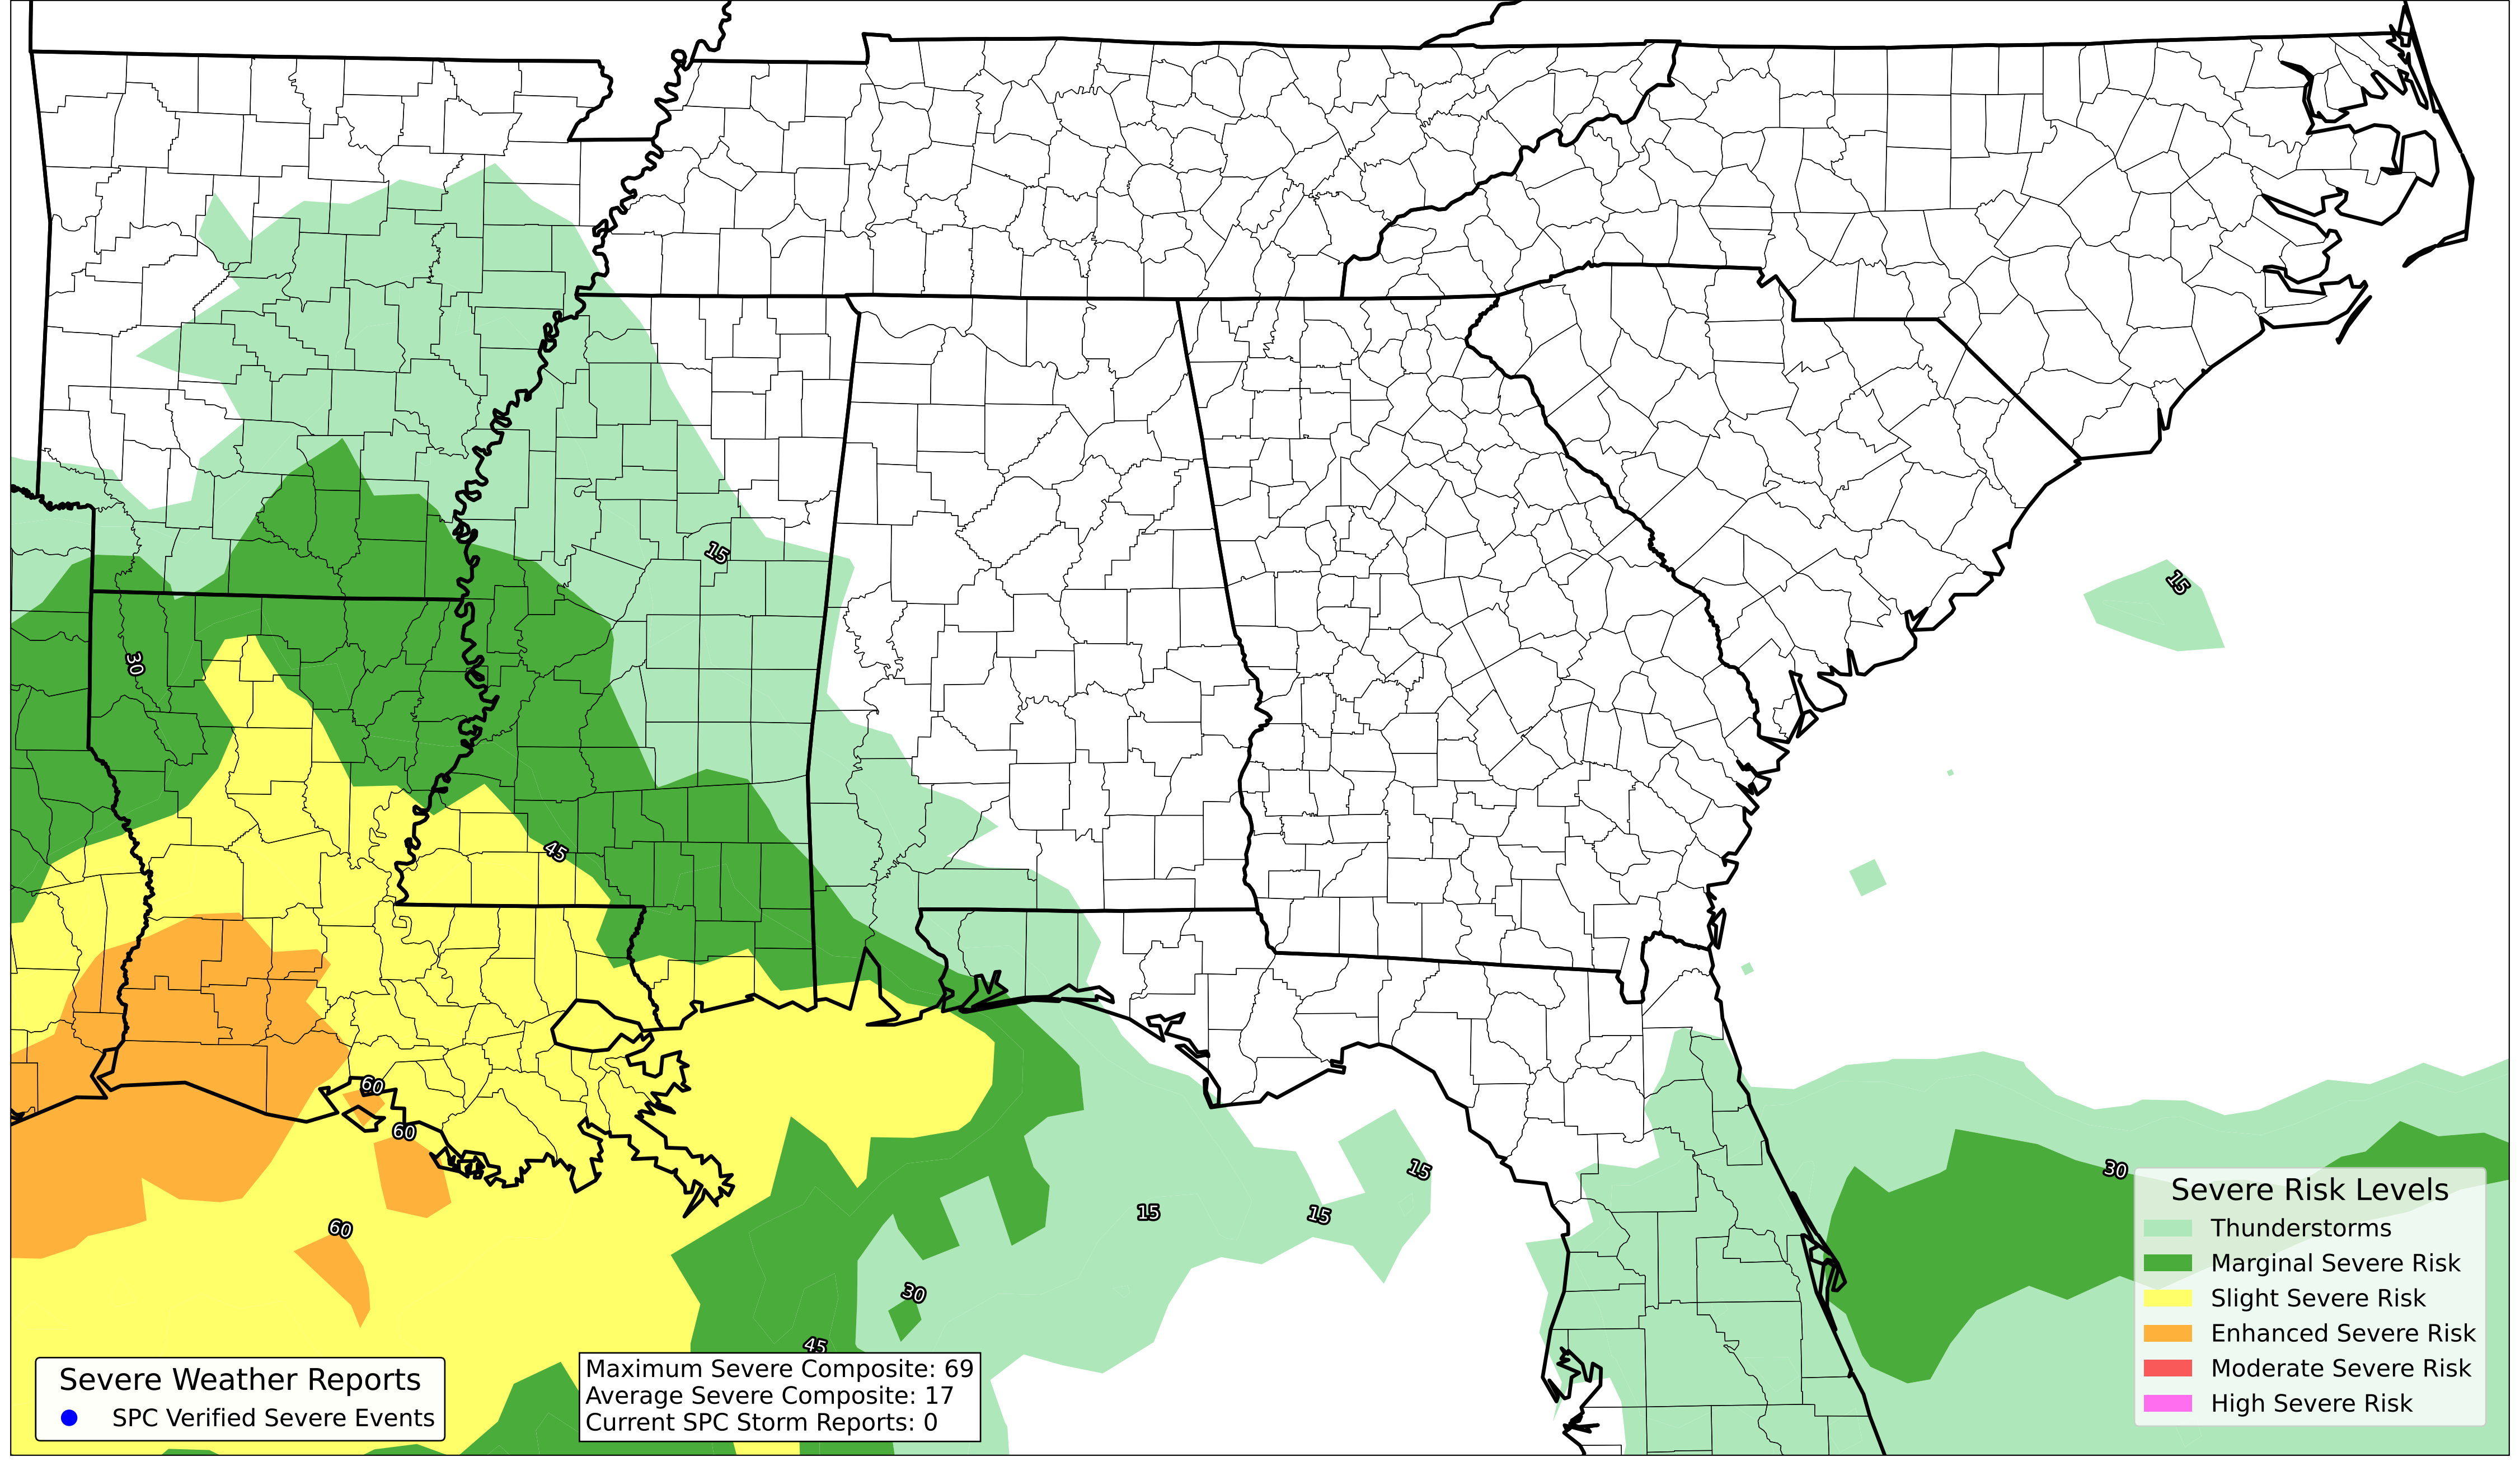 15
15
30
45
60
60
15
30
15
15
60
30
45
Severe Risk Levels
Thunderstorms
Marginal Severe Risk
Slight Severe Risk
Enhanced Severe Risk
Moderate Severe Risk
High Severe Risk
Severe Weather Reports
SPC Verified Severe Events
Maximum Severe Composite: 69
Average Severe Composite: 17
Current SPC Storm Reports: 0